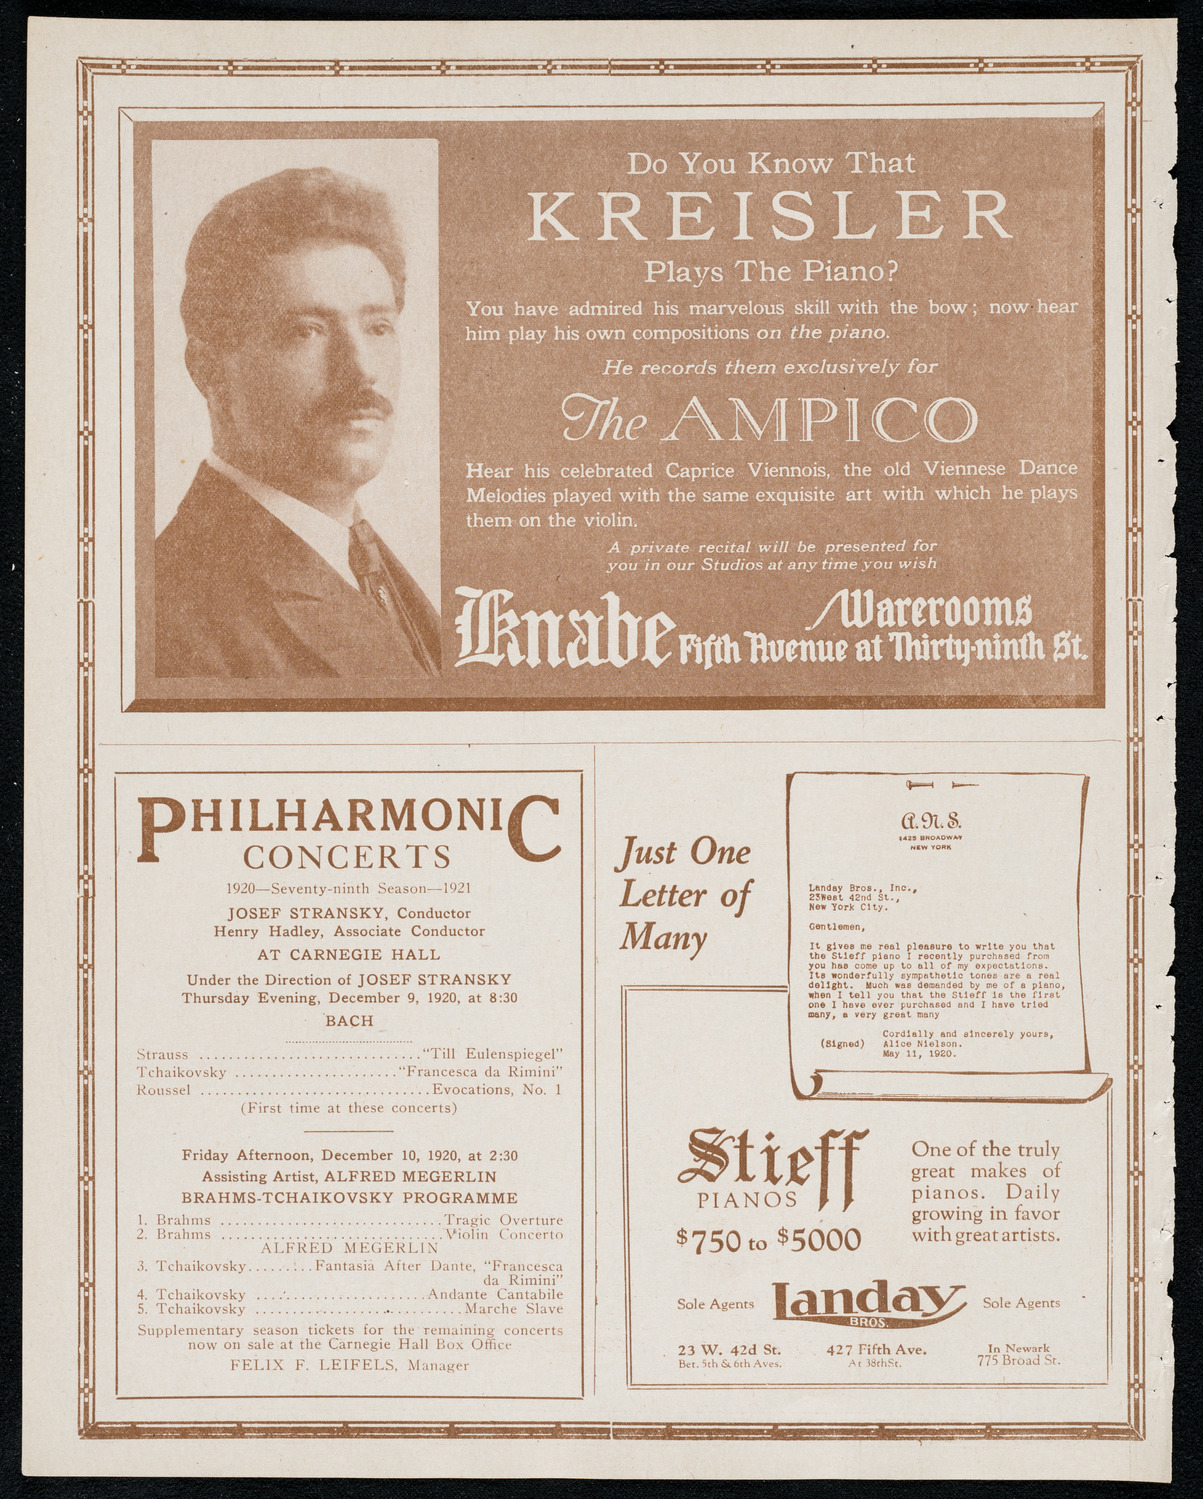 Do You Know That
KREISLER
Plays The Piano?
You have admired his marvelous skill with the bow; now hear
him play his own compositions on the piano.
He records them exclusively for
The AMPICO
Hear his celebrated Caprice Viennois, the old Viennese Dance
Melodies played with the same exquisite art with which he plays
them on the violin.
A private recital will be presented for
you in our Studios at any time you wish
Knabe Warerooms
Fifth Avenue at Thirty-ninth St.
PHILHARMONIC
CONCERTS
1920—Seventy-ninth Season—1921
JOSEF STRANSKY, Conductor
Henry Hadley, Associate Conductor
AT CARNEGIE HALL
Under the Direction of JOSEF STRANSKY
Thursday Evening, December 9, 1920, at 8:30
BACH
Strauss ............................."Till Eulenspiegel"
Tchaikovsky ......................"Francesca da Rimini"
Roussel ...............................Evocations, No. 1
(First time at these concerts)
Friday Afternoon, December 10, 1920, at 2:30
Assisting Artist, ALFRED MEGERLIN
BRAHMS-TCHAIKOVSKY PROGRAMME
1. Brahms .............................Tragic Overture
2. Brahms .............................Violin Concerto
ALFRED MEGERLIN
3. Tchaikovsky.........Fantasia After Dante, "Francesca
da Rimini"
4. Tchaikovsky .......................Andante Cantabile
5. Tchaikovsky ...........................Marche Slave
Supplementary season tickets for the remaining concerts
now on sale at the Carnegie Hall Box Office
FELIX F. LEIFELS, Manager
Just One
Letter of
Many
A.N.S.
1425 BROADWAY
NEW YORK
Landay Bros., Inc.,
23West 42nd St.,
New York City.
Gentlemen,
It gives me real pleasure to write you that
the Stieff piano I recently purchased from
you has come up to all of my expectations.
Its wonderfully sympathetic tones are a real
delight. Much was demanded by me of a piano,
when I tell you that the Stieff is the first
one I have ever purchased and I have tried
many, a very great many
Cordially and sincerely yours,
(Signed) Alice Nielson.
May 11, 1920.
Stieff
PIANOS
$750 to $5000
One of the truly
great makes of
pianos. Daily
growing in favor
with great artists.
Sole Agents Landay BROS. Sole Agents
23 W. 42d St.
Bet. 5th & 6th Aves.
427 Fifth Ave.
At 38th St.
In Newark
775 Broad St.